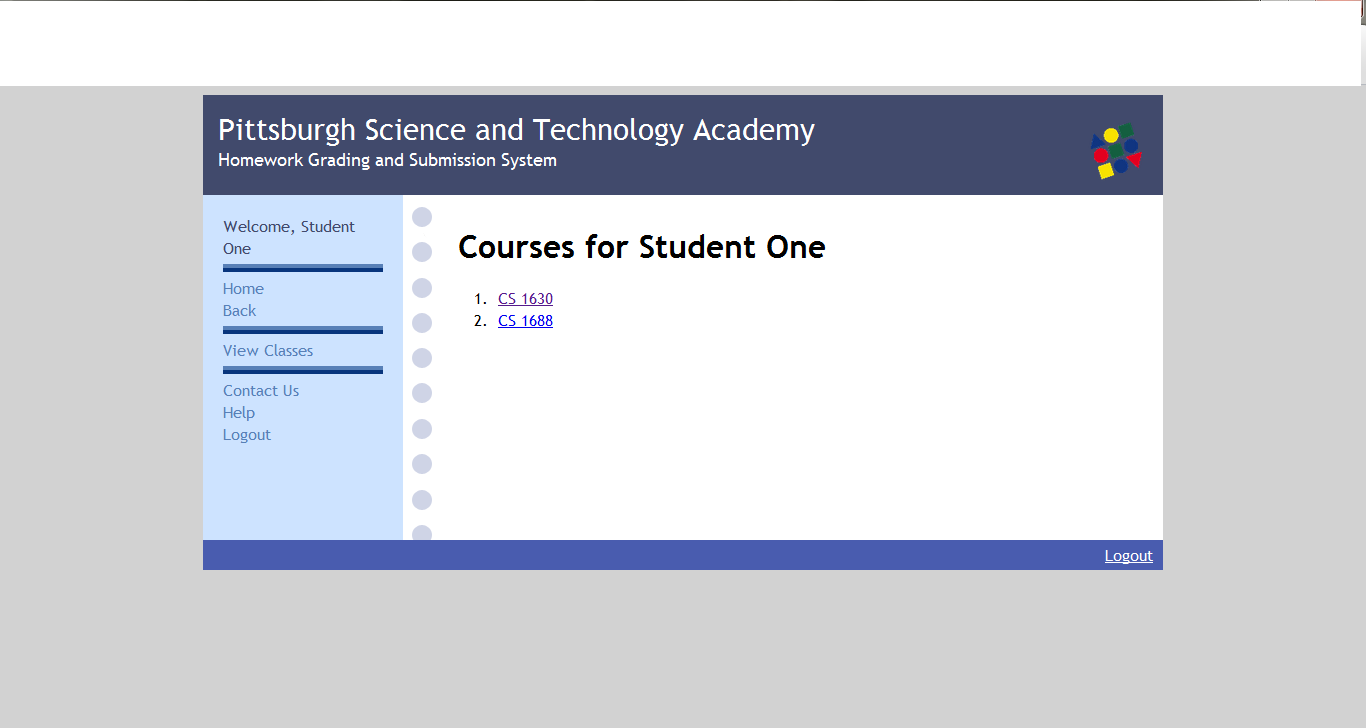 Pittsburgh Science and Technology Academy
Homework Grading and Submission System
Welcome, Student
One
Home
Back
View Classes
Contact Us
Help
Logout
Courses for Student One
1. CS 1630
2. CS 1688
Logout